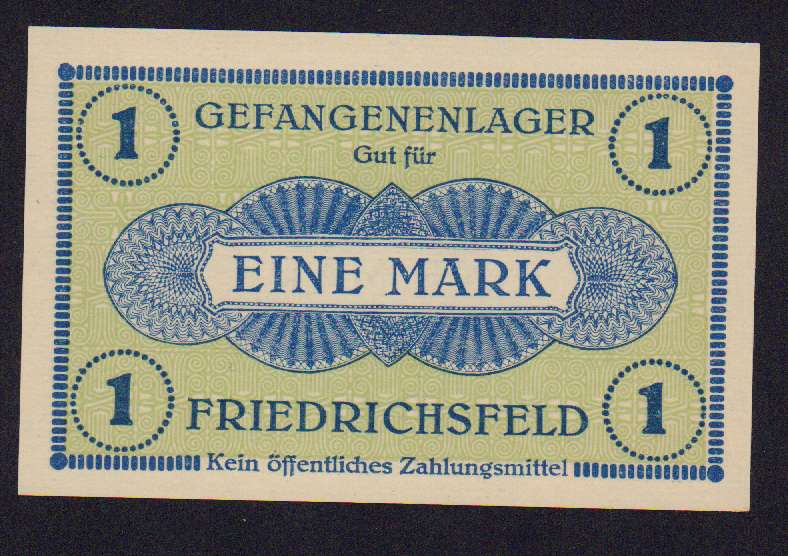 1 GEFANGENENLAGER 1
Gut für
EINE MARK
1 FRIEDRICHSFELD 1
Kein öffentliches Zahlungsmittel